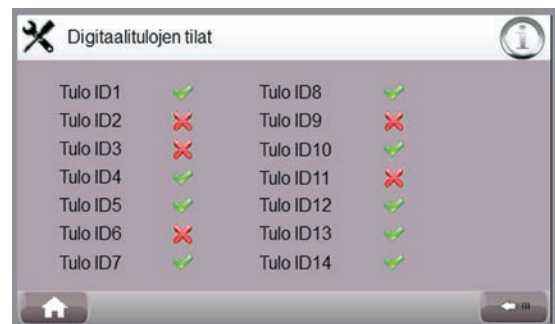 Digitaalitulojen tilat
Tulo ID1
Tulo ID2
Tulo ID3
Tulo ID4
Tulo ID5
Tulo ID6
Tulo ID7
Tulo ID8
Tulo ID9
Tulo ID10
Tulo ID11
Tulo ID12
Tulo ID13
Tulo ID14